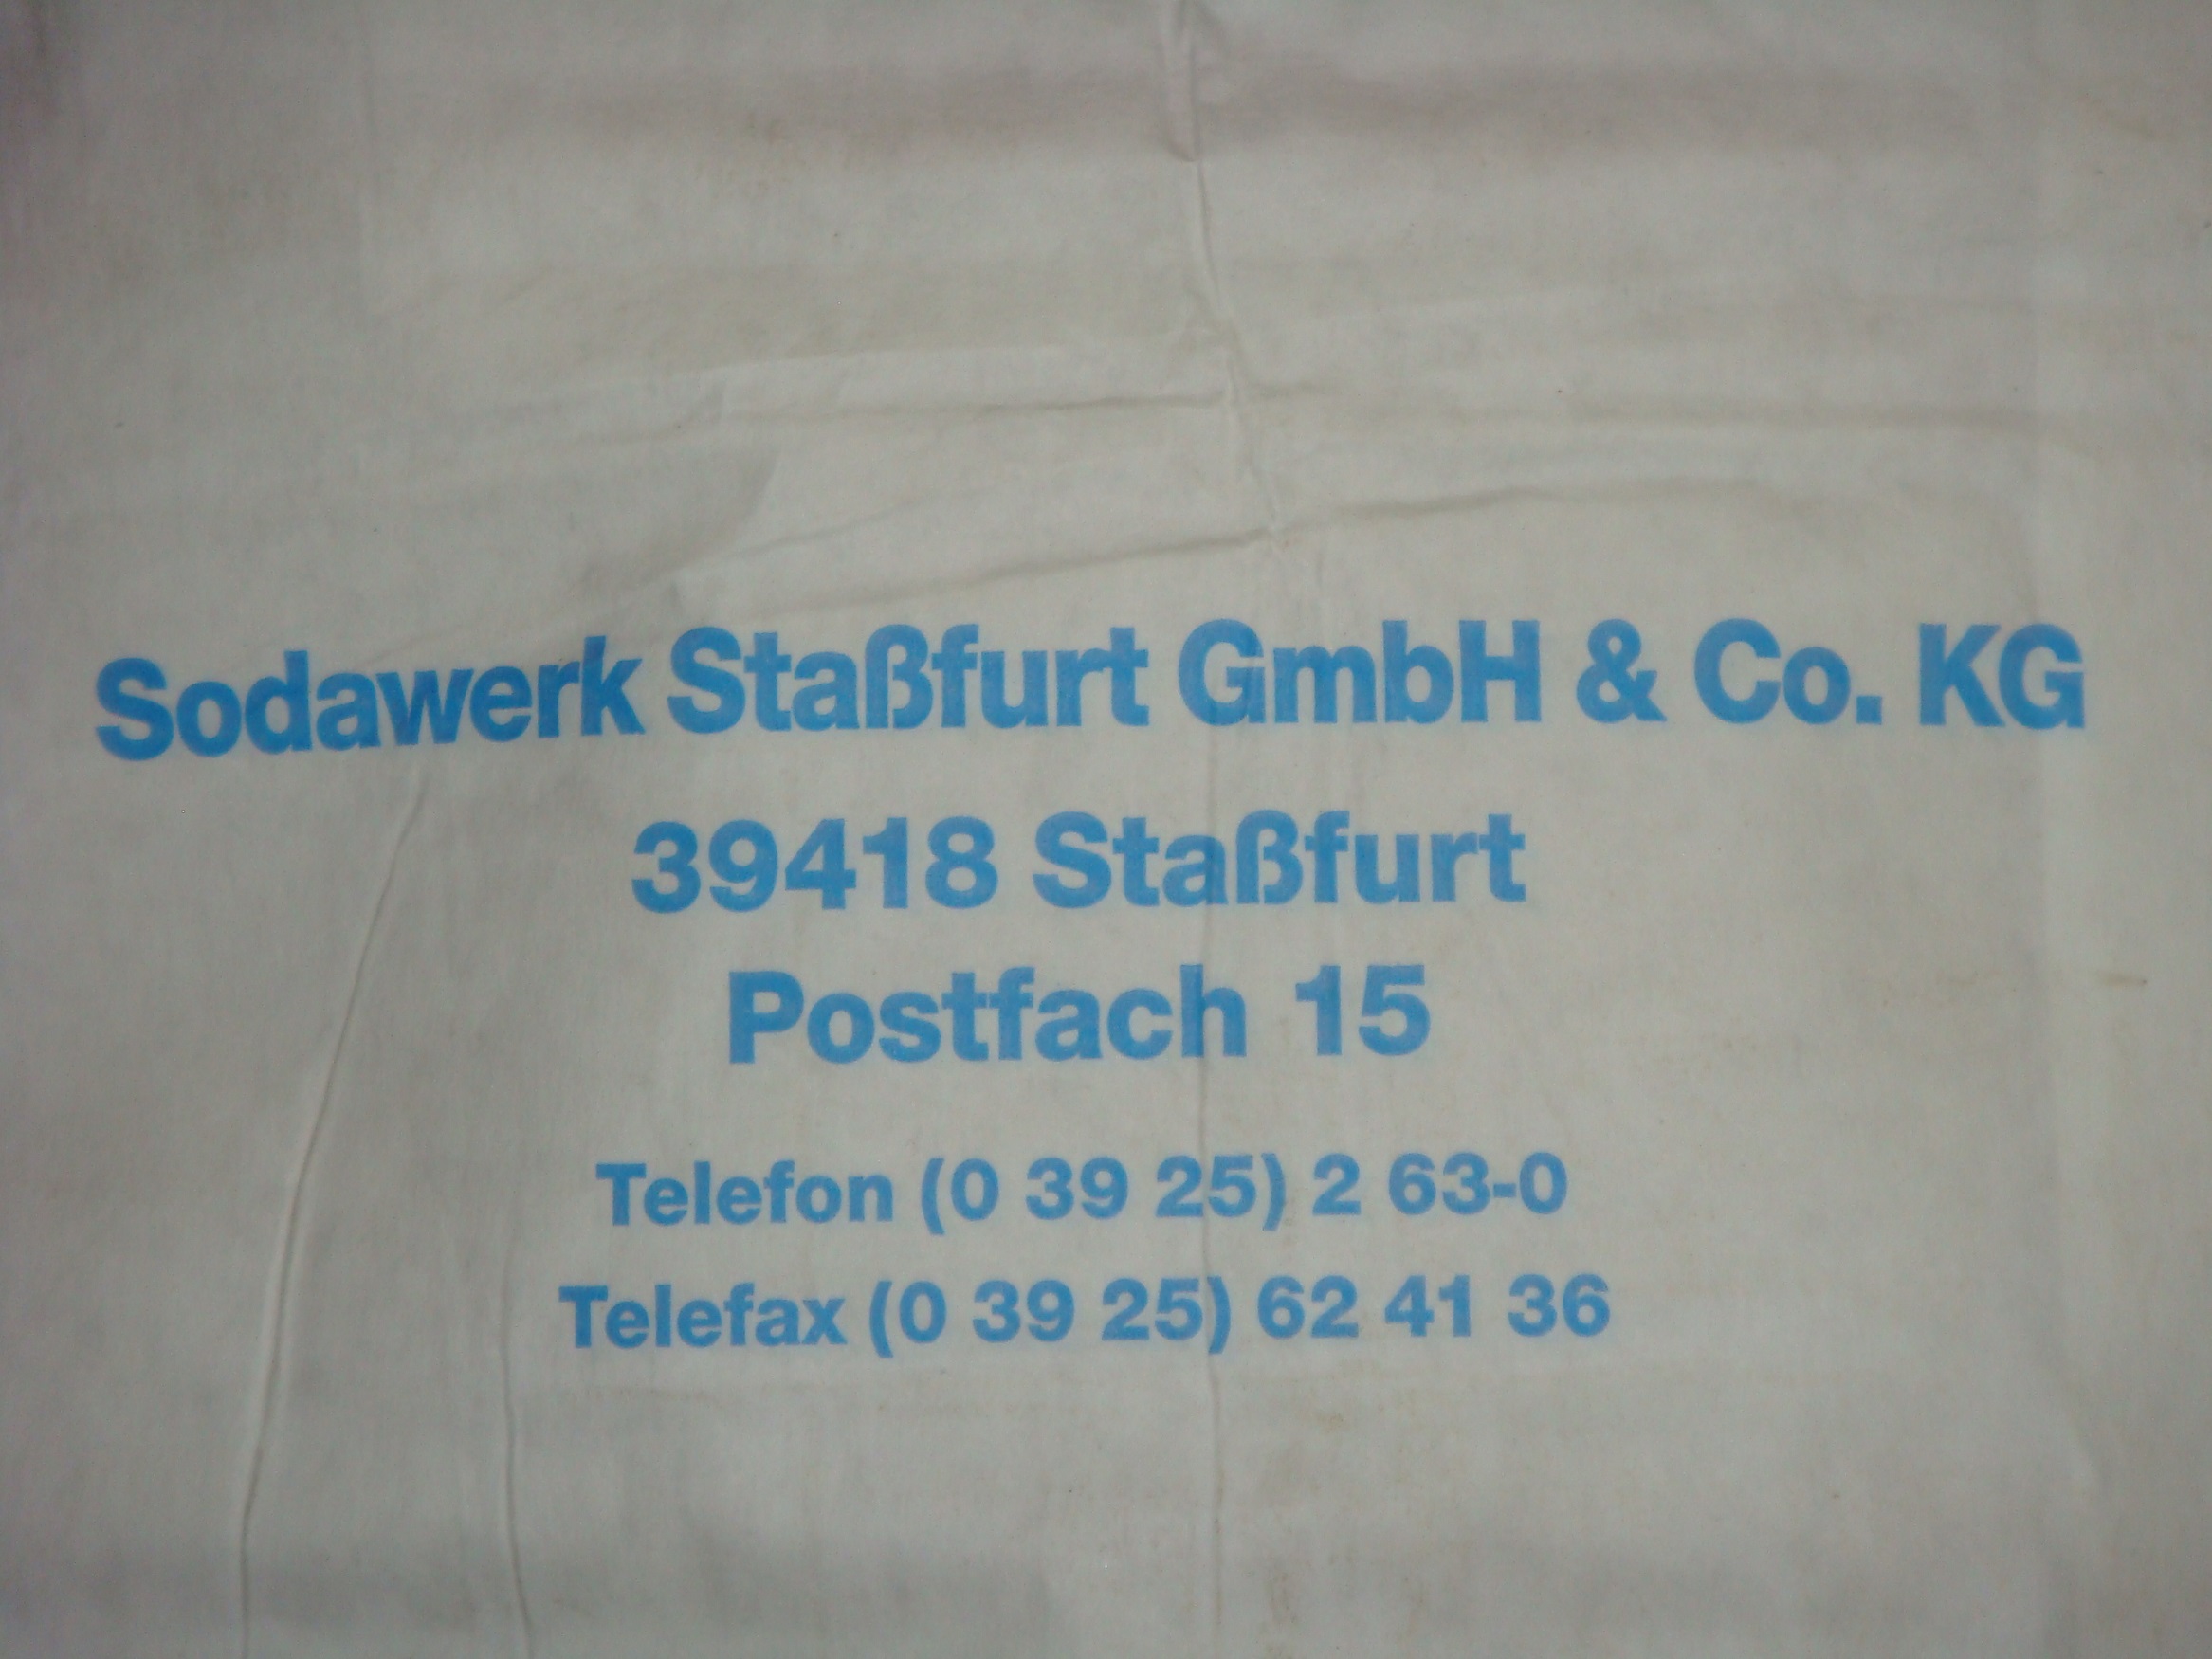 Sodawerk Staßfurt GmbH & Co. KG
39418 Staßfurt
Postfach 15
Telefon (0 39 25) 2 63-0
Telefax (0 39 25) 62 41 36